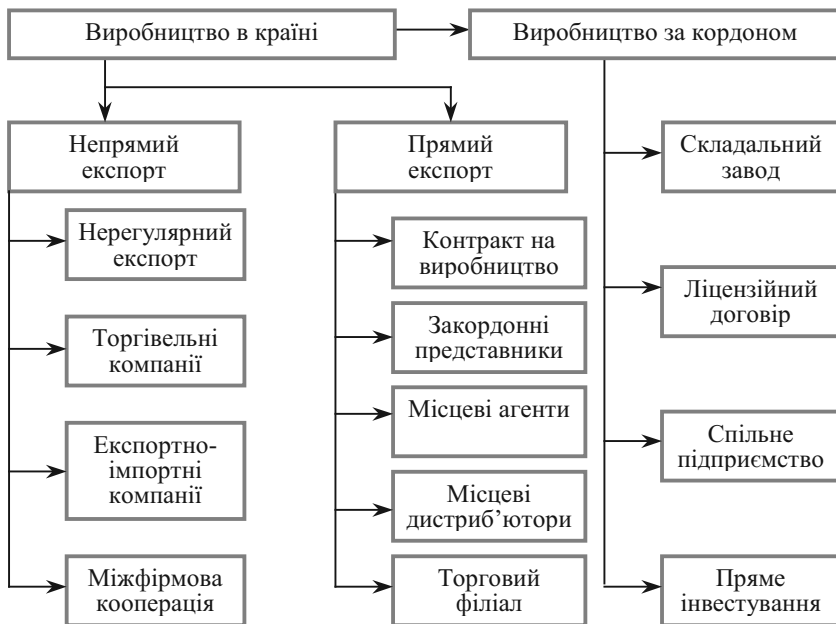 Виробництво в країні
Виробництво за кордоном
Непрямий
експорт
Прямий
експорт
Складальний
завод
Нерегулярний
експорт
Контракт на
виробництво
Ліцензійний
договір
Торгівельні
компанії
Закордонні
представники
Місцеві агенти
Експортно-
імпортні
компанії
Спільне
підприємство
Місцеві
дистриб’ютори
Міжфірмова
кооперація
Торговий
філіал
Пряме
інвестування